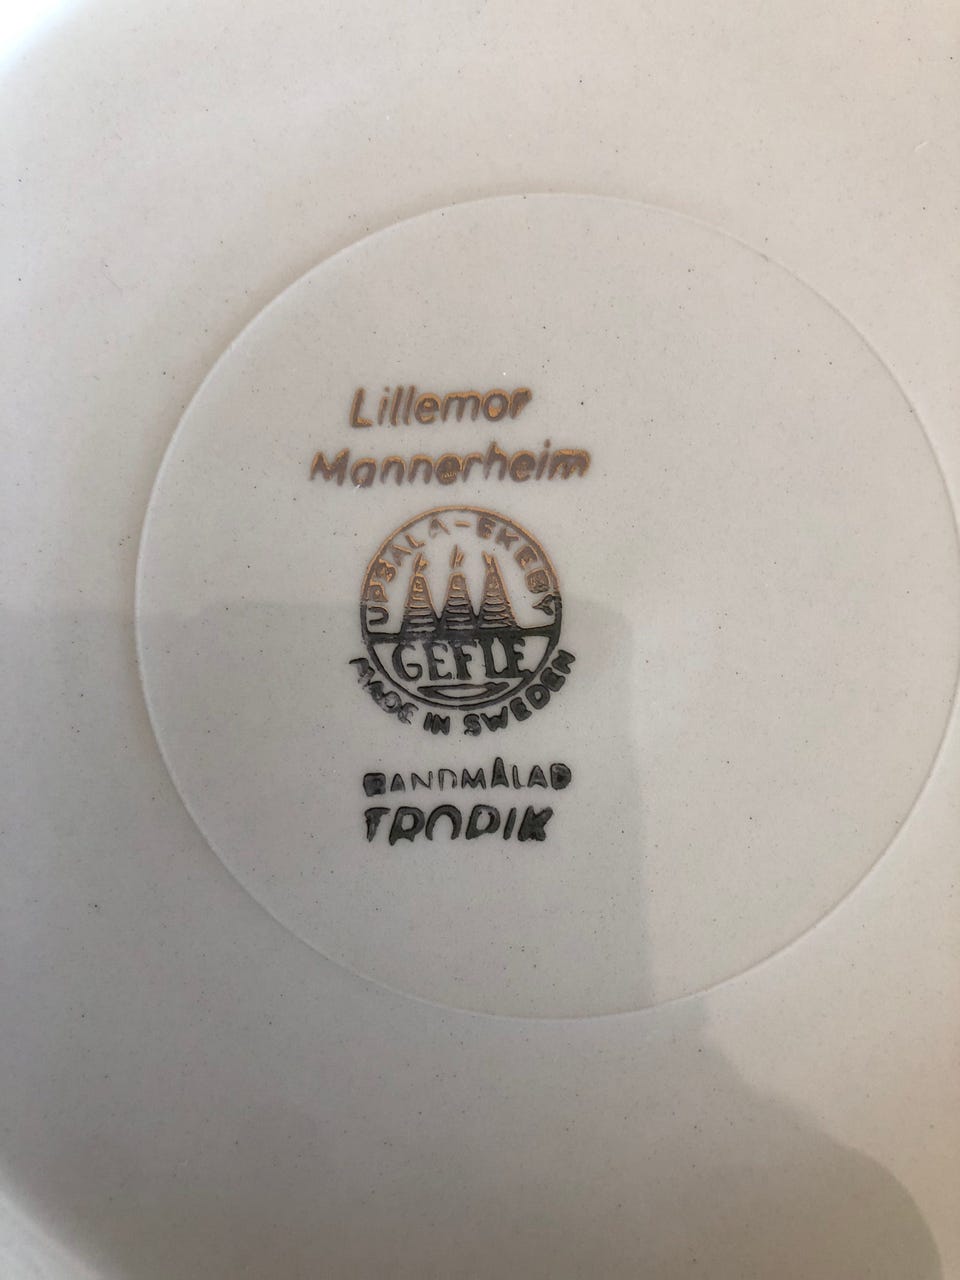 Lillemor
Mannerheim
UPSALA-EKEBY
GEFLE
MADE IN SWEDEN
HANDMÅLAD
TROPIK